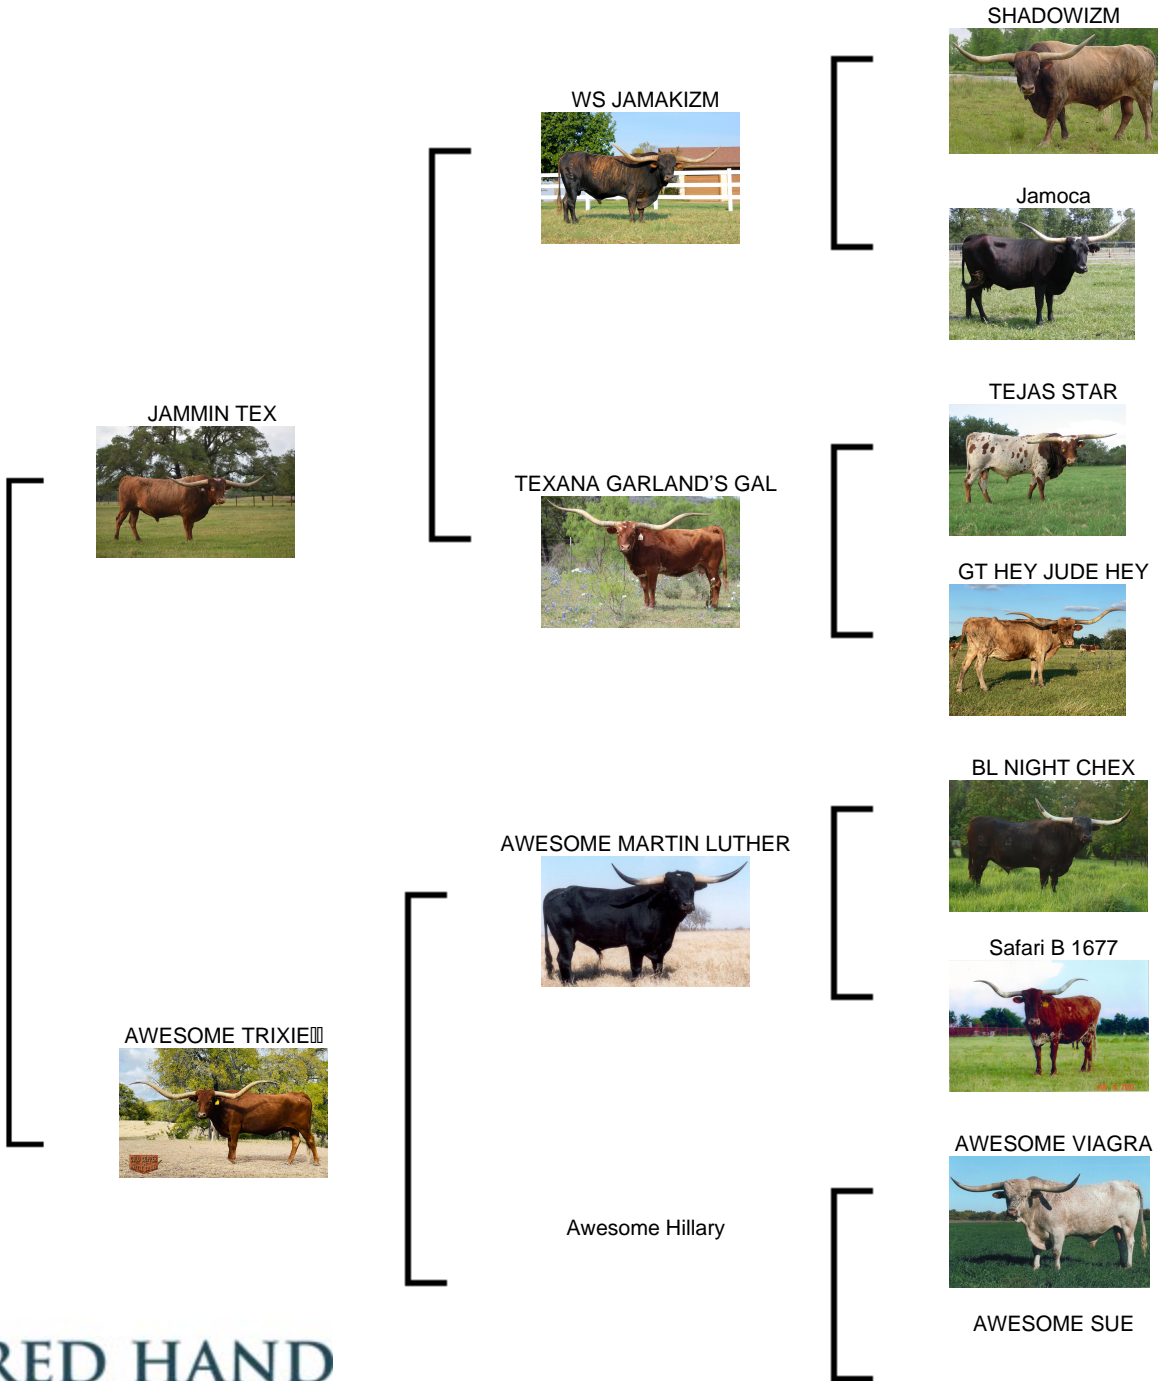 SHADOWIZM
WS JAMAKIZM
Jamoca
JAMMIN TEX
TEJAS STAR
TEXANA GARLAND'S GAL
GT HEY JUDE HEY
BL NIGHT CHEX
AWESOME MARTIN LUTHER
Safari B 1677
AWESOME TRIXIE
AWESOME VIAGRA
Awesome Hillary
AWESOME SUE
RED HAND